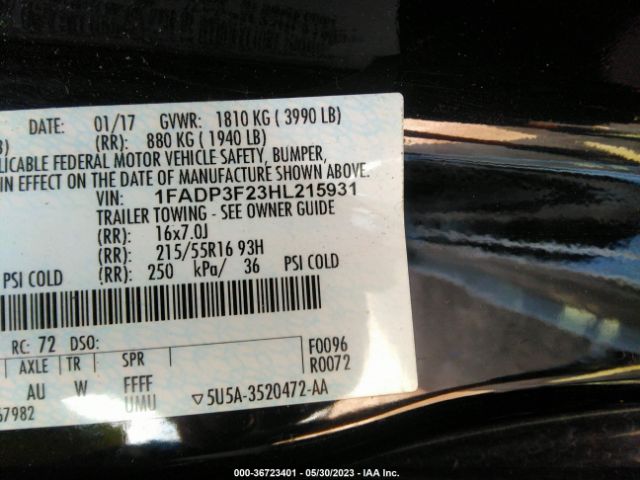 DATE: 01/17 GVWR: 1810 KG ( 3990 LB)
B) (RR): 880 KG ( 1940 LB)
PLICABLE FEDERAL MOTOR VEHICLE SAFETY, BUMPER,
IN EFFECT ON THE DATE OF MANUFACTURE SHOWN ABOVE.
VIN: 1FADP3F23HL215931
TRAILER TOWING - SEE OWNER GUIDE
(RR): 16x7.0J
(RR): 215/55R16 93H
PSI COLD (RR): 250 kPa/ 36 PSI COLD
RC: 72 DSO:
F0096
AXLE TR SPR R0072
AU W FFFF
67982 UMU ▽5U5A-3520472-AA
000-36723401 - 05/30/2023 - IAA Inc.